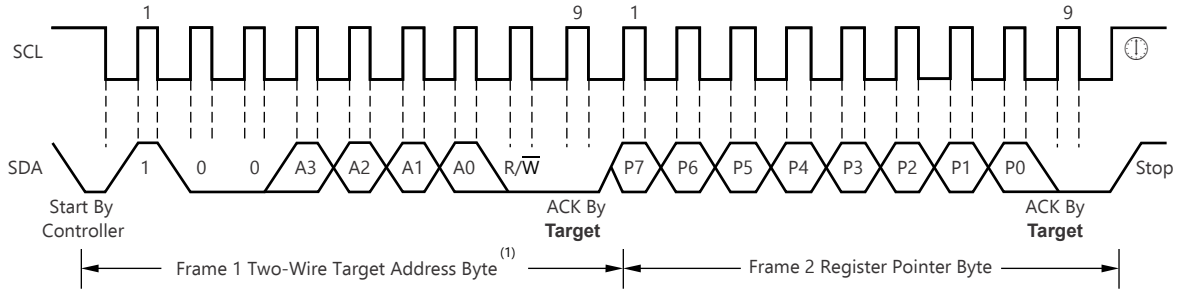 1 9 1 9
SCL
SDA 1 0 0 A3 A2 A1 A0 R/W̅ P7 P6 P5 P4 P3 P2 P1 P0 Stop
Start By ACK By ACK By
Controller Target Target
Frame 1 Two-Wire Target Address Byte(1) Frame 2 Register Pointer Byte